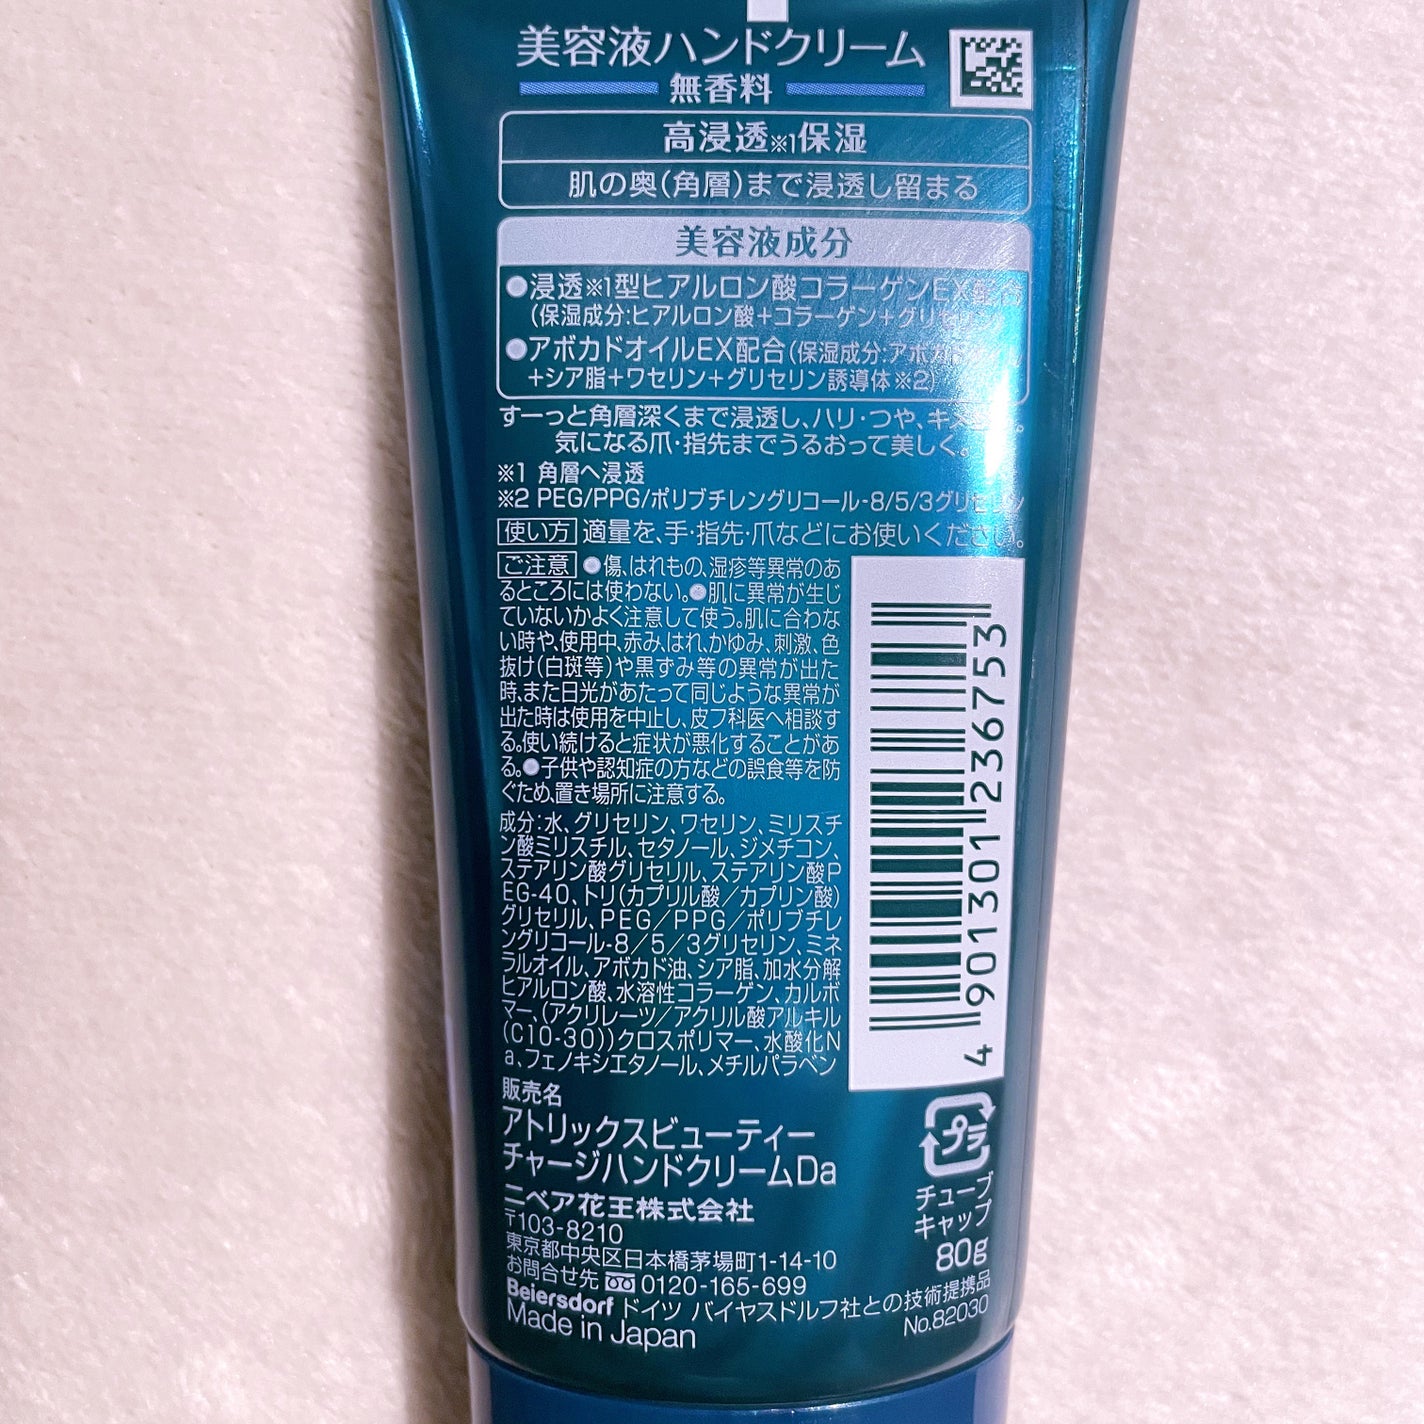 美容液ハンドクリーム
無香料
高浸透※1保湿
肌の奥(角層)まで浸透し留まる
美容液成分
●浸透※1型ヒアルロン酸コラーゲンEX配合
(保湿成分:ヒアルロン酸+コラーゲン+グリセリン)
●アボカドオイルEX配合(保湿成分:アボカド
+シア脂+ワセリン+グリセリン誘導体※2)
すーっと角層深くまで浸透し、ハリ・つや、キメ
気になる爪・指先までうるおって美しく。
※1 角層へ浸透
※2 PEG/PPG/ポリブチレングリコール-8/5/3グリセリン
使い方 適量を、手・指先・爪などにお使いください。
ご注意 ●傷、はれもの、湿疹等異常のあ
るところには使わない。●肌に異常が生じ
ていないかよく注意して使う。肌に合わな
い時や、使用中、赤み、はれ、かゆみ、刺激、色
抜け(白斑等)や黒ずみ等の異常が出た
時、また日光があたって同じような異常が
出た時は使用を中止し、皮フ科医へ相談す
る。使い続けると症状が悪化することがあ
る。●子供や認知症の方などの誤食等を防
ぐため、置き場所に注意する。
成分:水、グリセリン、ワセリン、ミリスチ
ン酸ミリスチル、セタノール、ジメチコン、
ステアリン酸グリセリル、ステアリン酸P
EG-40、トリ(カプリル酸/カプリン酸)
グリセリル、PEG/PPG/ポリブチレ
ングリコール-8/5/3グリセリン、ミネ
ラルオイル、アボカド油、シア脂、加水分解
ヒアルロン酸、水溶性コラーゲン、カルボ
マー、(アクリレーツ/アクリル酸アルキル
(C10-30))クロスポリマー、水酸化N
a、フェノキシエタノール、メチルパラベン
4 901301 236753
販売名
アトリックスビューティー
チャージハンドクリームDa
ニベア花王株式会社
〒103-8210
東京都中央区日本橋茅場町1-14-10
お問合せ先 0120-165-699
Beiersdorf ドイツ バイヤスドルフ社との技術提携品
Made in Japan
No.82030
プラ
チューブ
キャップ
80g